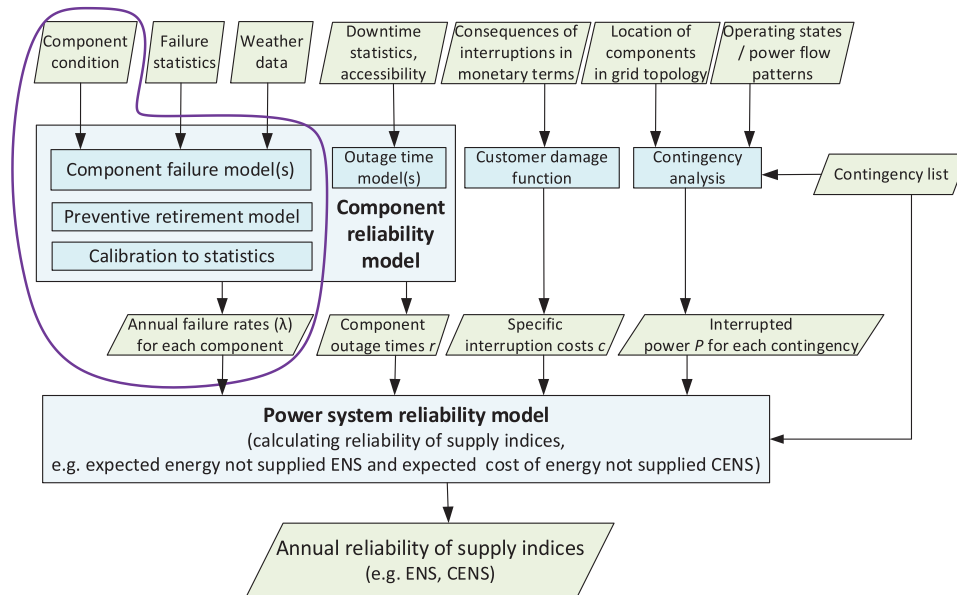 Component
condition
Failure
statistics
Weather
data
Downtime
statistics,
accessibility
Consequences of
interruptions in
monetary terms
Location of
components
in grid topology
Operating states
/ power flow
patterns
Component failure model(s)
Preventive retirement model
Calibration to statistics
Outage time
model(s)
Component
reliability
model
Customer damage
function
Contingency
analysis
Contingency list
Annual failure rates (λ)
for each component
Component
outage times r
Specific
interruption costs c
Interrupted
power P for each contingency
Power system reliability model
(calculating reliability of supply indices,
e.g. expected energy not supplied ENS and expected cost of energy not supplied CENS)
Annual reliability of supply indices
(e.g. ENS, CENS)